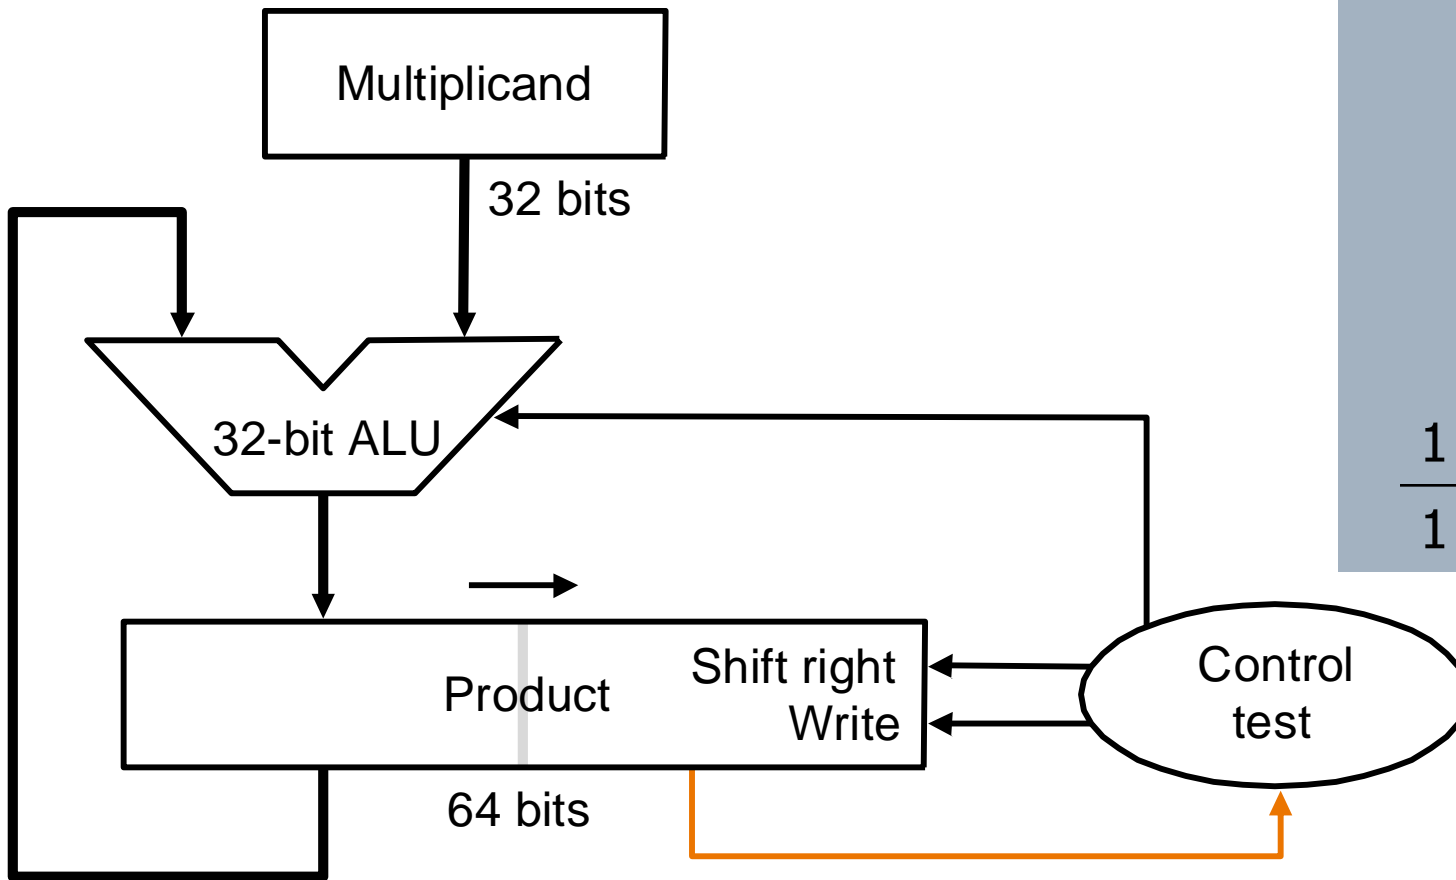 Multiplicand
32 bits
32-bit ALU
1
1
Product
Shift right
Write
Control
test
64 bits